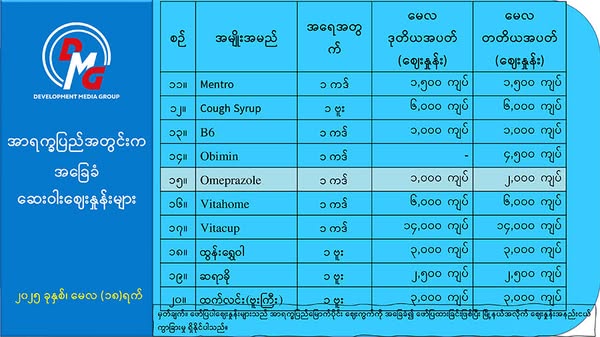 DMG
DEVELOPMENT MEDIA GROUP
အာရက္ခပြည်အတွင်းက
အခြေခံ
ဆေးဝါးဈေးနှုန်းများ
၂၀၂၅ ခုနှစ်၊ မေလ (၁၈)ရက်
စဉ် အမျိုးအမည် အရေအတွက် မေလ ဒုတိယအပတ် (ဈေးနှုန်း) မေလ တတိယအပတ် (ဈေးနှုန်း)
၁၁။ Mentro ၁ ကဒ် ၁,၅၀၀ ကျပ် ၁,၅၀၀ ကျပ်
၁၂။ Cough Syrup ၁ ဗူး ၆,၀၀၀ ကျပ် ၆,၀၀၀ ကျပ်
၁၃။ B6 ၁ ကဒ် ၁,၀၀၀ ကျပ် ၁,၀၀၀ ကျပ်
၁၄။ Obimin ၁ ကဒ် - ၄,၅၀၀ ကျပ်
၁၅။ Omeprazole ၁ ကဒ် ၁,၀၀၀ ကျပ် ၂,၀၀၀ ကျပ်
၁၆။ Vitahome ၁ ကဒ် ၆,၀၀၀ ကျပ် ၆,၀၀၀ ကျပ်
၁၇။ Vitacup ၁ ကဒ် ၁၄,၀၀၀ ကျပ် ၁၄,၀၀၀ ကျပ်
၁၈။ ထွန်းရွှေဝါ ၁ ဗူး ၃,၀၀၀ ကျပ် ၃,၀၀၀ ကျပ်
၁၉။ ဆရာခို ၁ ဗူး ၂,၅၀၀ ကျပ် ၂,၅၀၀ ကျပ်
၂၀။ ထက်လင်း(ဗူးကြီး) ၁ ဗူး ၃,၀၀၀ ကျပ် ၃,၀၀၀ ကျပ်
မှတ်ချက်။ ဖော်ပြပါဈေးနှုန်းများသည် အာရက္ခပြည်မြောက်ပိုင်း ဈေးကွက်ကို အခြေခံ၍ ဖော်ပြထားခြင်းဖြစ်ပြီး မြို့နယ်အလိုက် ဈေးနှုန်းအနည်းငယ်
ကွာခြားမှု ရှိနိုင်ပါသည်။